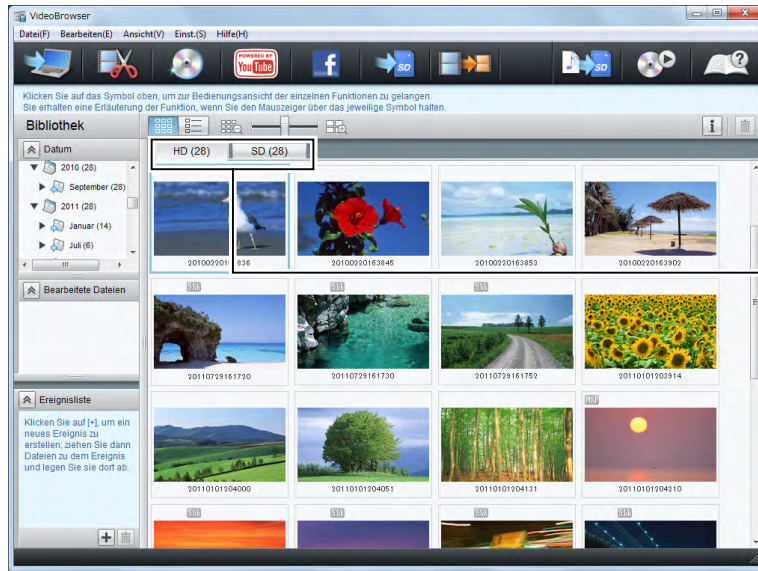 VideoBrowser
Datei(F) Bearbeiten(E) Ansicht(V) Einst.(S) Hilfe(H)
POWERED BY
YouTube
f
SD
SD
?
Klicken Sie auf das Symbol oben, um zur Bedienungsansicht der einzelnen Funktionen zu gelangen.
Sie erhalten eine Erläuterung der Funktion, wenn Sie den Mauszeiger über das jeweilige Symbol halten.
Bibliothek
i
Datum
HD (28) SD (28)
2010 (28)
September (28)
2011 (28)
Januar (14)
Juli (6)
836
20100220163845
20100220163853
20100220163902
Bearbeitete Dateien
20110729161720
20110729161730
20110729161752
20110101203914
Ereignisliste
Klicken Sie auf [+], um ein
neues Ereignis zu
erstellen; ziehen Sie dann
Dateien zu dem Ereignis
und legen Sie sie dort ab.
20110101204000
20110101204051
20110101204131
20110101204210